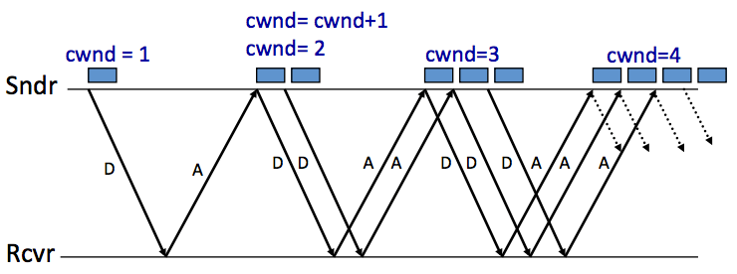 cwnd= cwnd+1
cwnd = 1
cwnd= 2
cwnd=3
cwnd=4
Sndr
D A D D A A D D D A A A
Rcvr